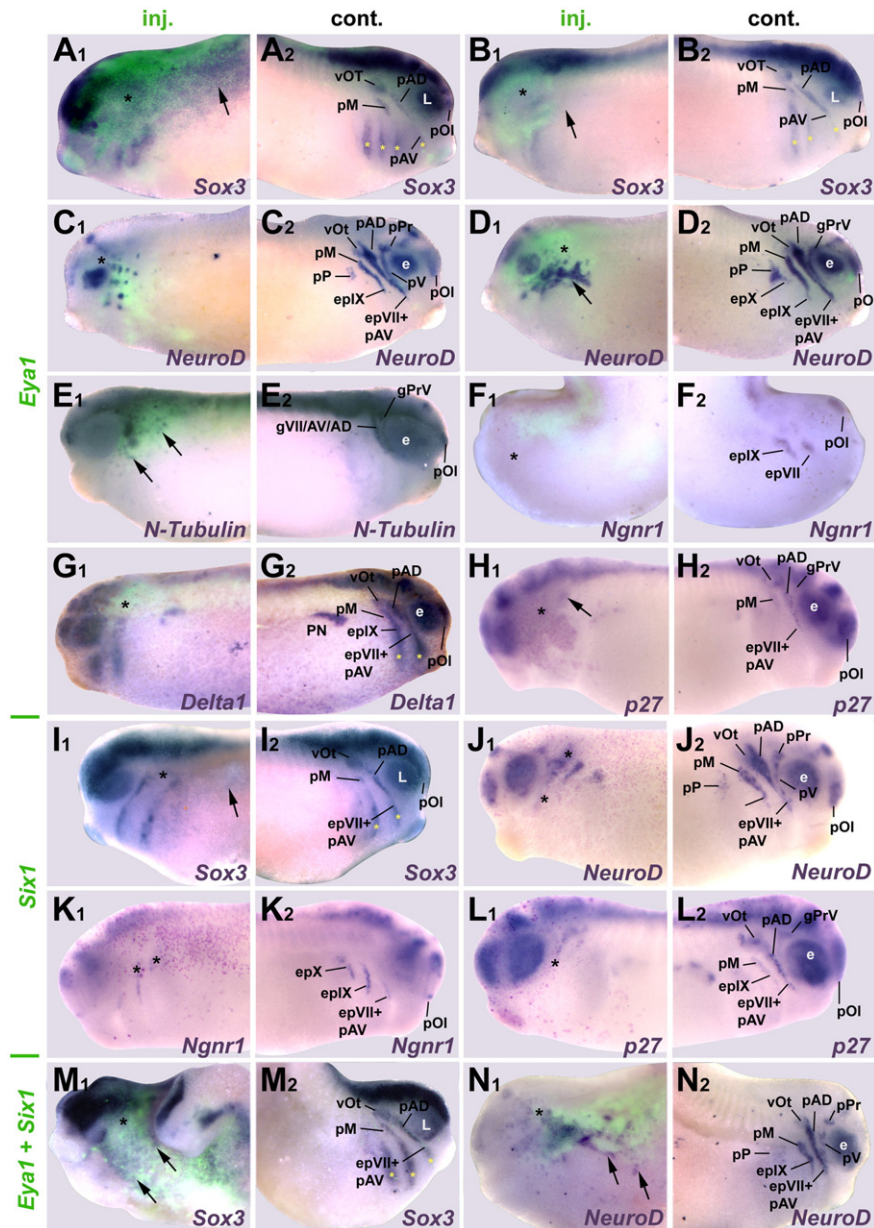 inj. cont. inj. cont.
A1 A2 B1 B2
vOT pAD vOT pAD
pM pM
* L * L
pOl pOl
pAV pAV
* * * * * * *
Sox3 Sox3 Sox3 Sox3
C1 C2 D1 D2
vOt pAD pPr vOt pAD gPrV
pM pM
* e * e
pP pV pP
epIX pOl epX pO
epVII+ epIX epVII+
pAV pAV
NeuroD NeuroD NeuroD NeuroD
Eya1
E1 E2 F1 F2
gPrV
gVII/AV/AD
e pOl
pOl epIX
* epVII
N-Tubulin N-Tubulin Ngnr1 Ngnr1
G1 G2 H1 H2
vOt pAD vOt pAD gPrV
pM pM
* e * e
PN epIX
epVII+ epVII+
pAV * * pOl pAV pOl
Delta1 Delta1 p27 p27
I1 I2 J1 J2
vOt pAD pAD pPr
vOt
pM pM
* L * e
pP pV
pOl *
epVII+ epVII+
pAV * * pAV pOl
Sox3 Sox3 NeuroD NeuroD
Six1
K1 K2 L1 L2
vOt pAD gPrV
* * epX pM e
epIX * epIX
epVII+ epVII+
pAV pOl pAV pOl
Ngnr1 Ngnr1 p27 p27
M1 M2 N1 N2
vOt pAD vOt pAD pPr
* pM L * pM e
pP pV
epVII+ epIX
pAV * * * epVII+
pAV
Sox3 Sox3 NeuroD NeuroD
Eya1 + Six1